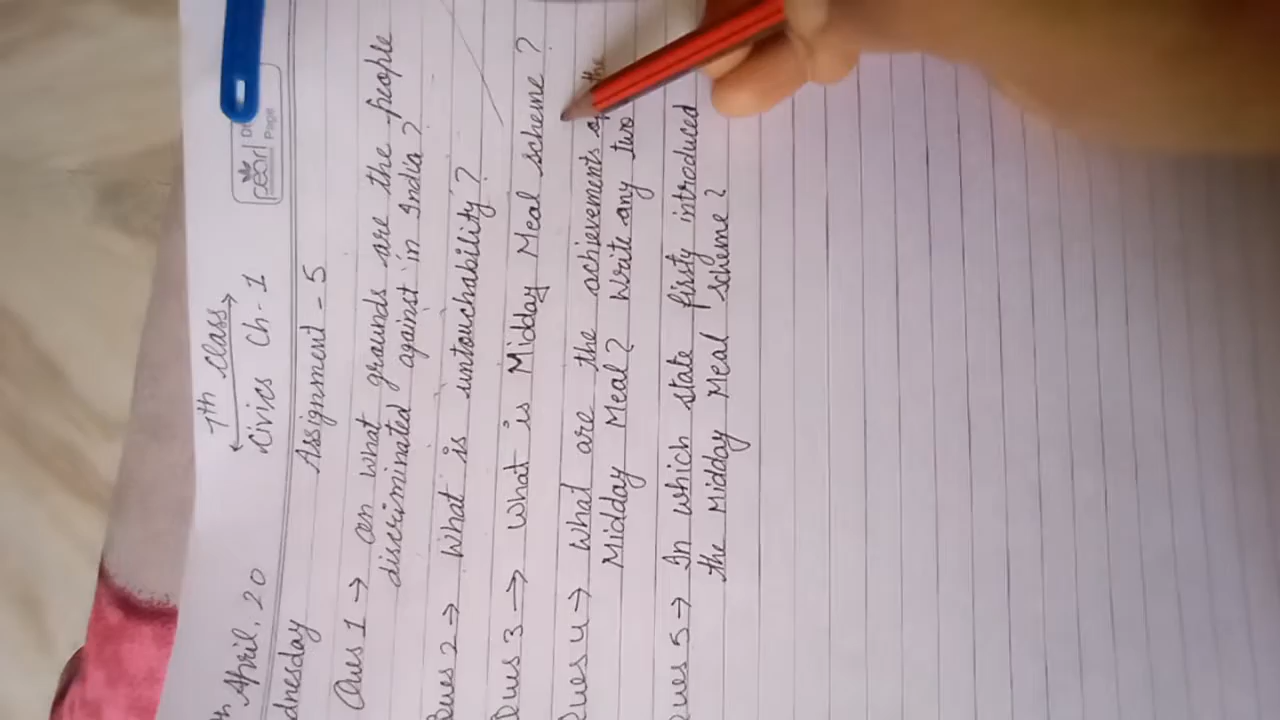 7th Class
Civics Ch-1
pearl
Page
April, 20
Assignment - 5
Ques 1 → On what grounds are the people
discriminated against in India?
Ques 2 → What is untouchability?
Ques 3 → What is Midday Meal scheme?
Ques 4 → What are the achievements of the
Midday Meal? Write any two
Ques 5 → In which state firsty introduced
the Midday Meal scheme?